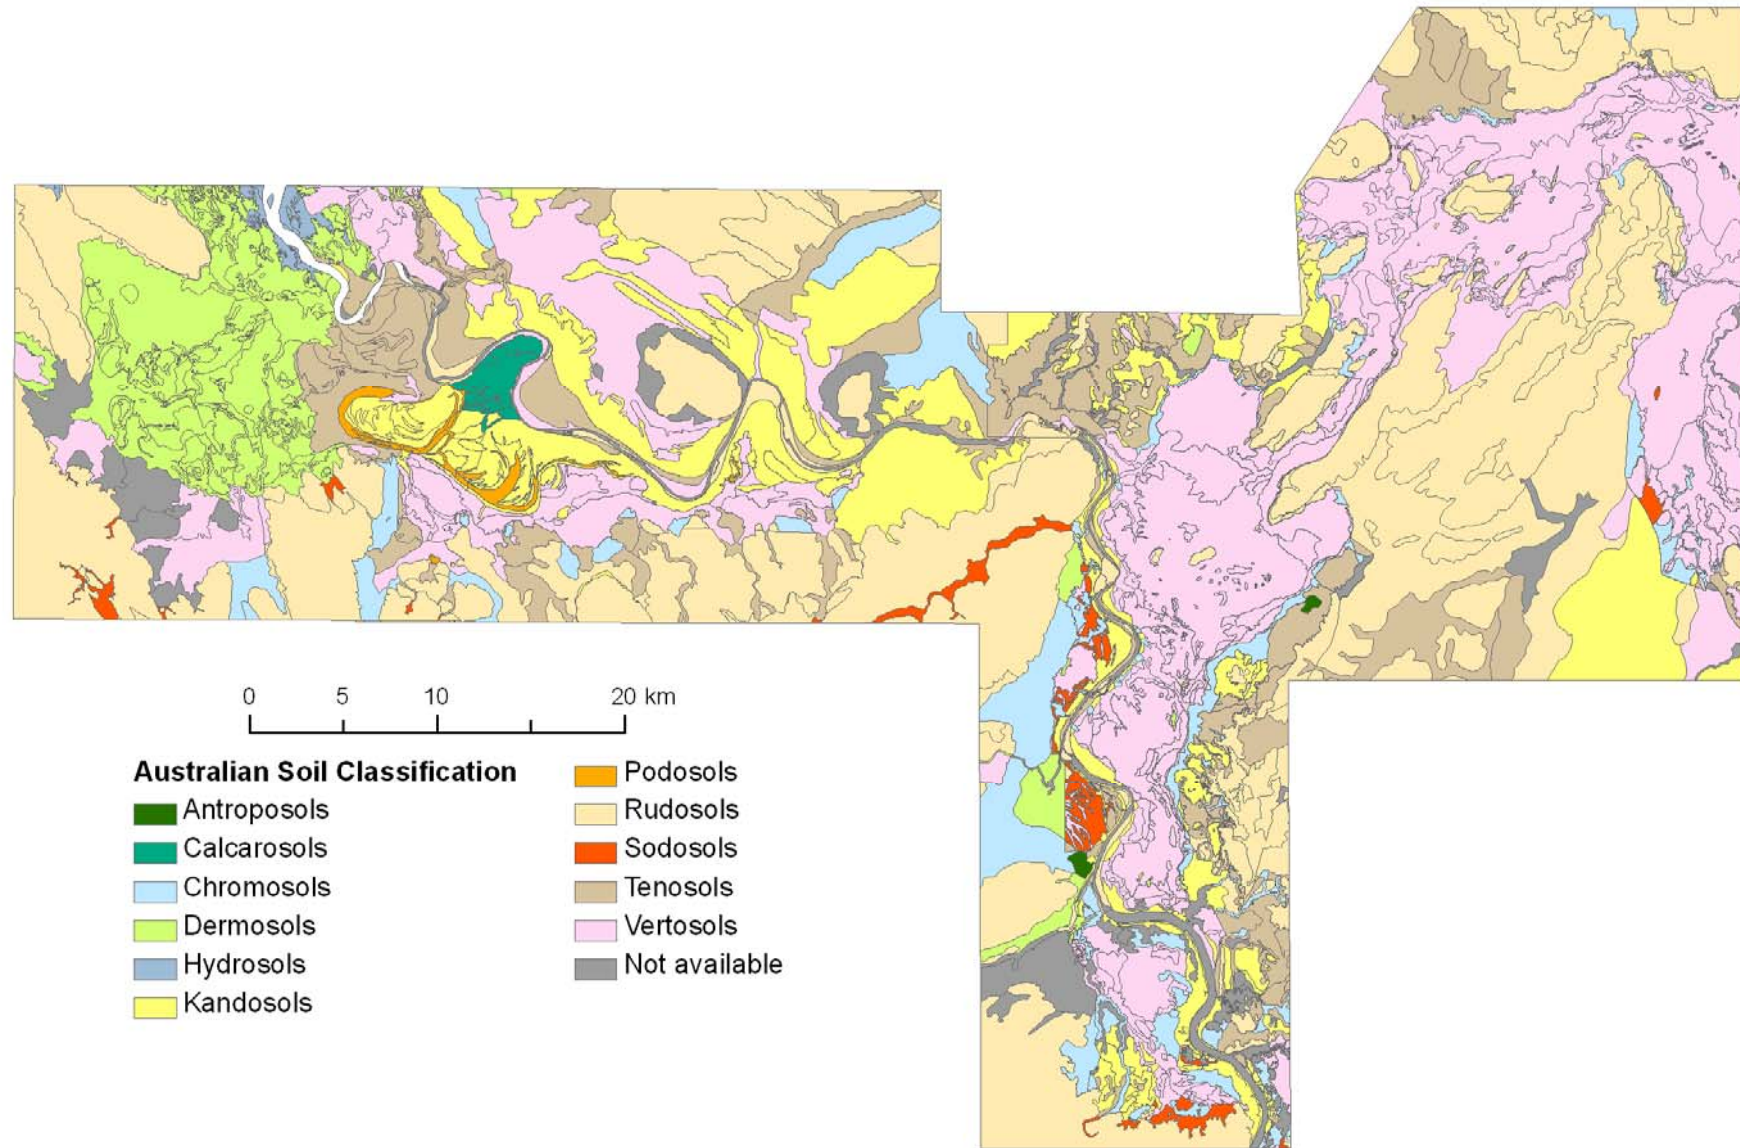 0 5 10 20 km
Australian Soil Classification
Antroposols
Calcarosols
Chromosols
Dermosols
Hydrosols
Kandosols
Podosols
Rudosols
Sodosols
Tenosols
Vertosols
Not available